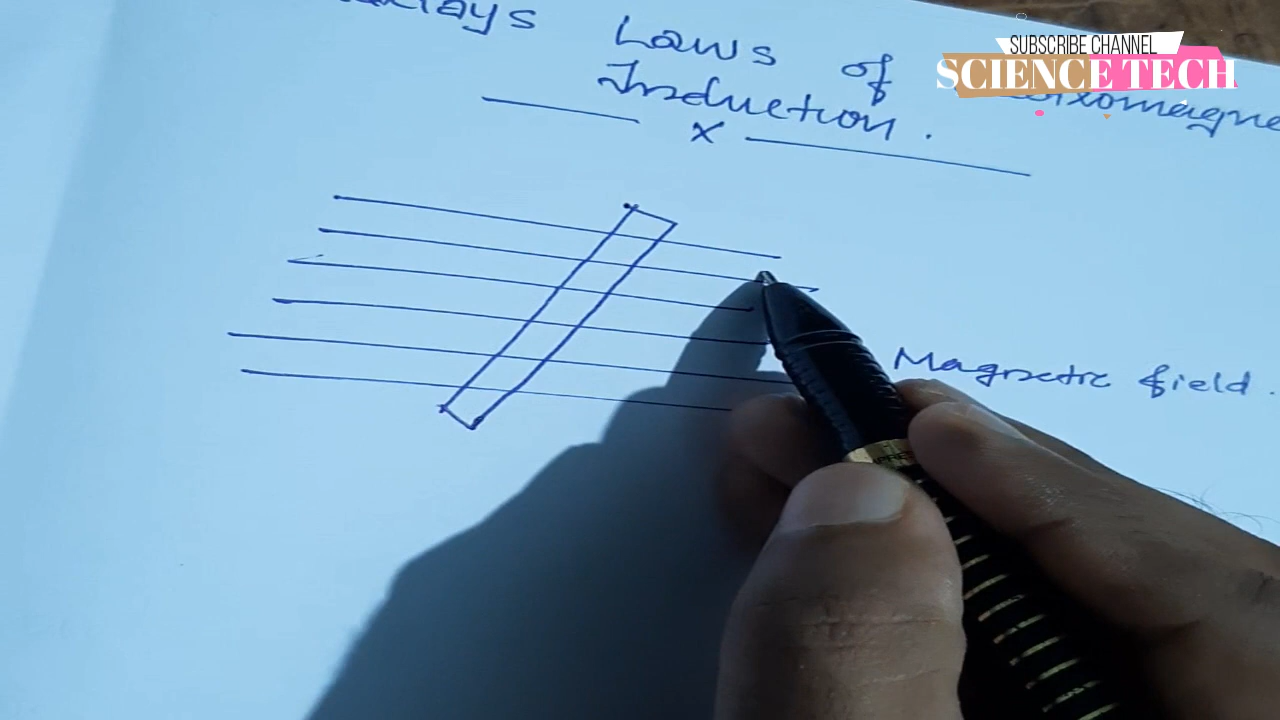 Laws of
Induction.
x
Magnetic field.
SUBSCRIBE CHANNEL
SCIENCE TECH